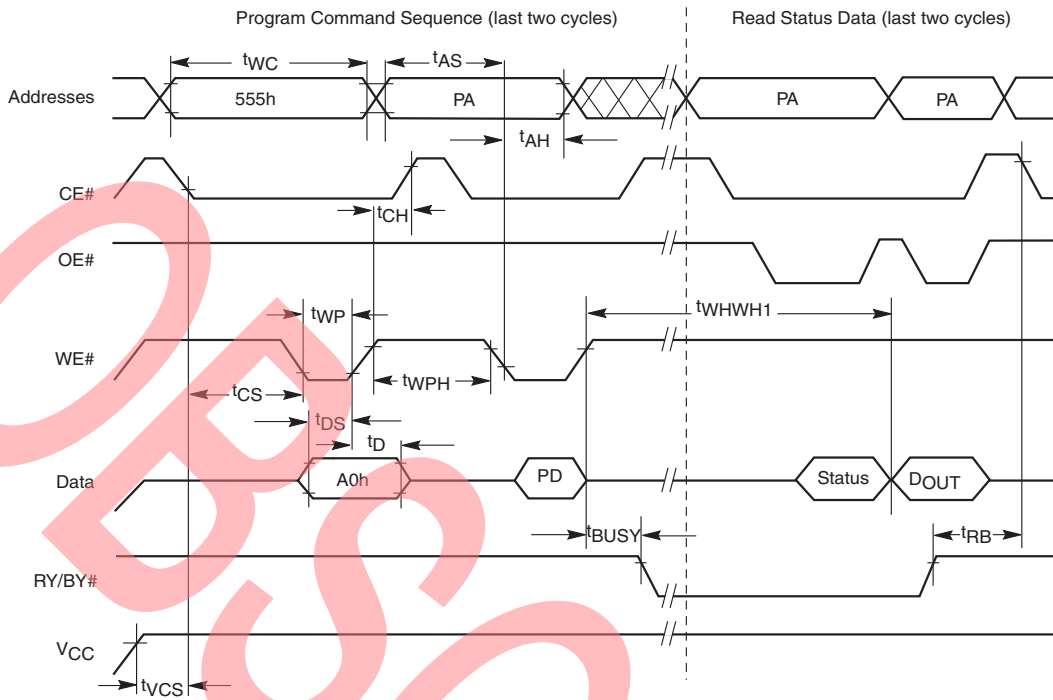 Program Command Sequence (last two cycles)
Read Status Data (last two cycles)
tWC
tAS
Addresses
555h
PA
PA
PA
tAH
CE#
tCH
OE#
tWP
tWHWH1
WE#
tCS
tWPH
tDS
tD
Data
A0h
PD
Status
DOUT
tBUSY
tRB
RY/BY#
VCC
tVCS
OBSO